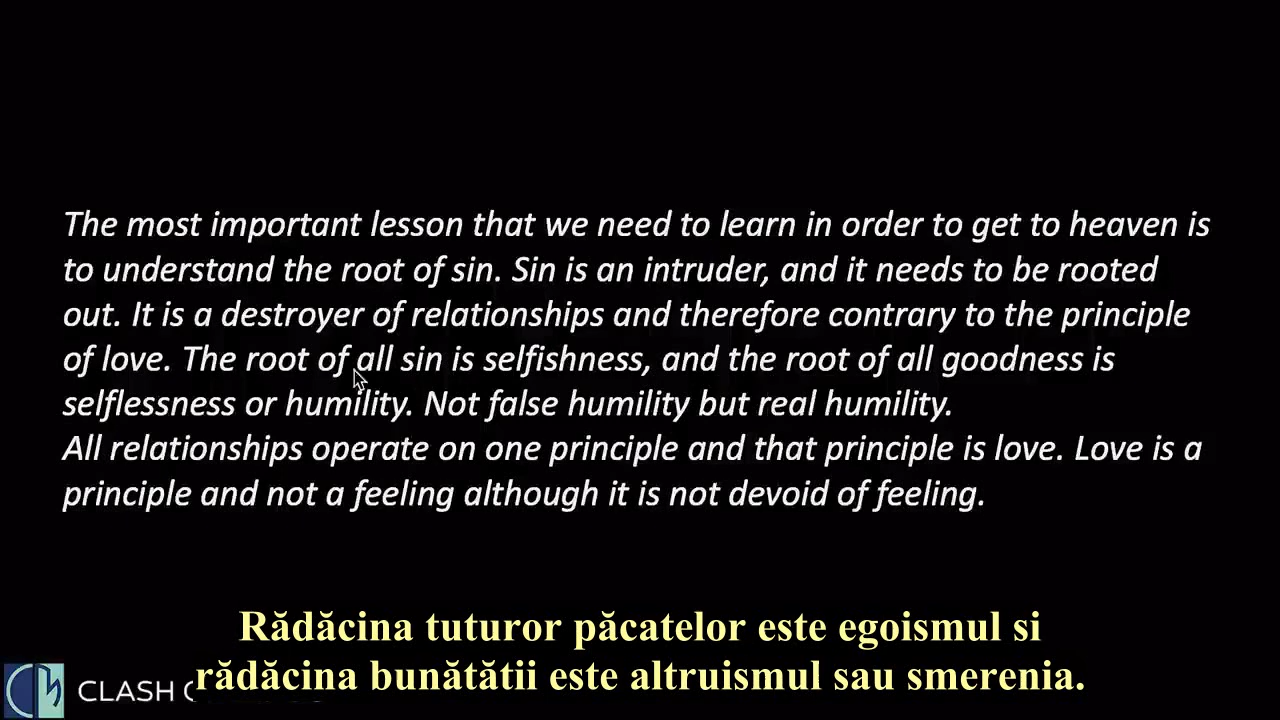 The most important lesson that we need to learn in order to get to heaven is
to understand the root of sin. Sin is an intruder, and it needs to be rooted
out. It is a destroyer of relationships and therefore contrary to the principle
of love. The root of all sin is selfishness, and the root of all goodness is
selflessness or humility. Not false humility but real humility.
All relationships operate on one principle and that principle is love. Love is a
principle and not a feeling although it is not devoid of feeling.
Rădăcina tuturor păcatelor este egoismul si
rădăcina bunătătii este altruismul sau smerenia.
CLASH